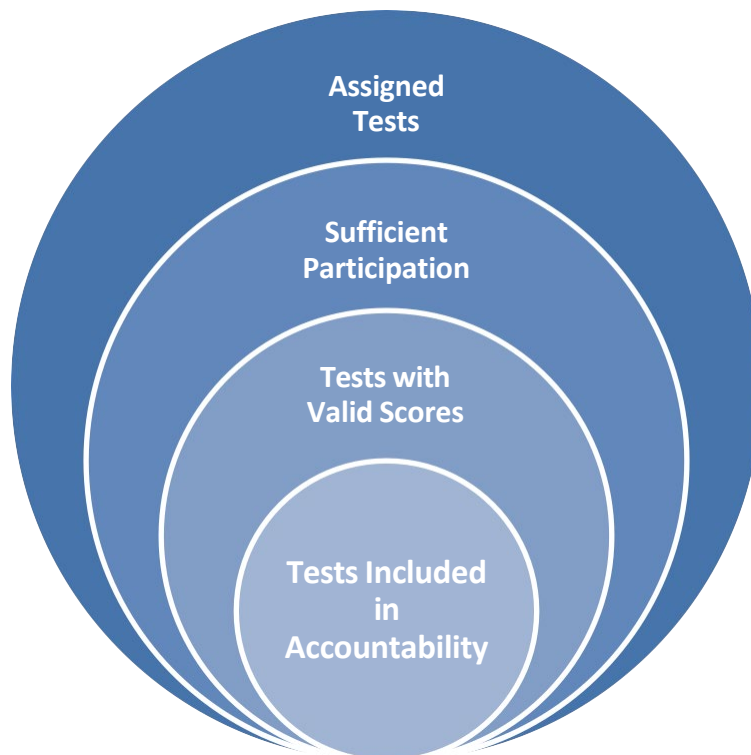 Assigned
Tests
Sufficient
Participation
Tests with
Valid Scores
Tests Included
in
Accountability